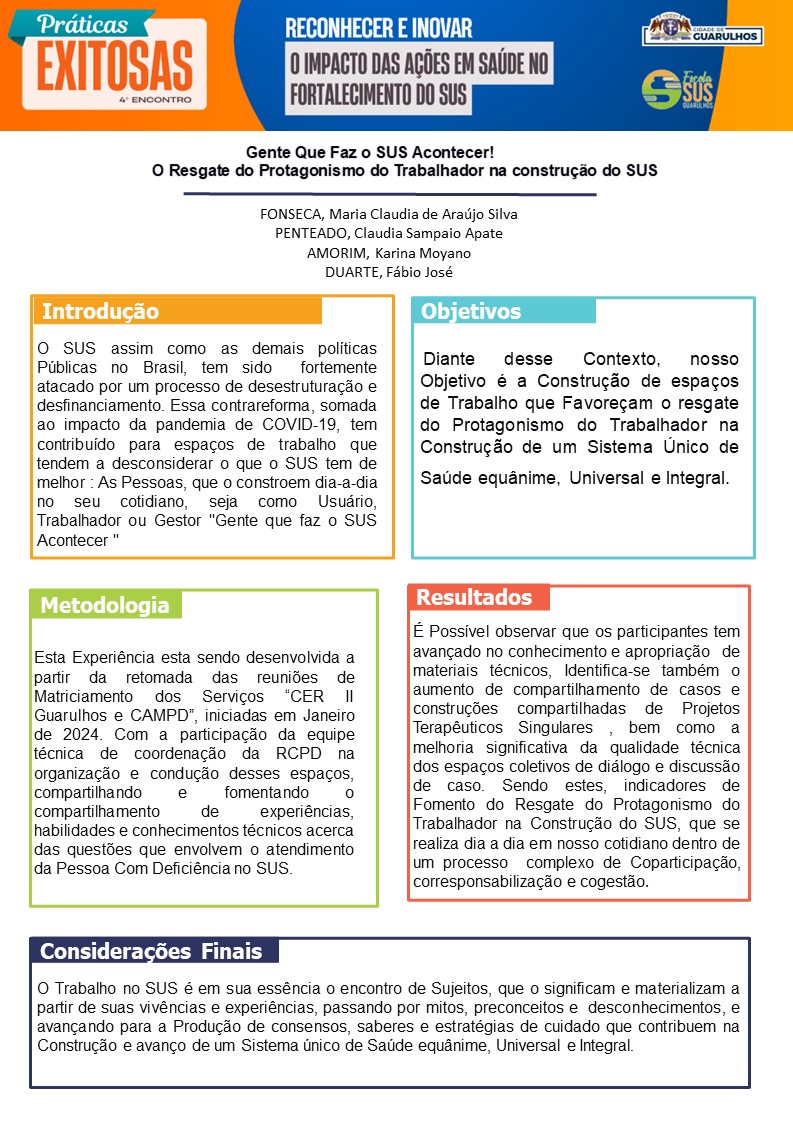 Práticas
EXITOSAS
4º ENCONTRO
RECONHECER E INOVAR
O IMPACTO DAS AÇÕES EM SAÚDE NO
FORTALECIMENTO DO SUS
CIDADE DE
GUARULHOS
Escola
SUS
GUARULHOS
Gente Que Faz o SUS Acontecer!
O Resgate do Protagonismo do Trabalhador na construção do SUS
FONSECA, Maria Claudia de Araújo Silva
PENTEADO, Claudia Sampaio Apate
AMORIM, Karina Moyano
DUARTE, Fábio José
Introdução
O SUS assim como as demais políticas
Públicas no Brasil, tem sido fortemente
atacado por um processo de desestruturação e
desfinanciamento. Essa contrareforma, somada
ao impacto da pandemia de COVID-19, tem
contribuído para espaços de trabalho que
tendem a desconsiderar o que o SUS tem de
melhor : As Pessoas, que o constroem dia-a-dia
no seu cotidiano, seja como Usuário,
Trabalhador ou Gestor "Gente que faz o SUS
Acontecer "
Objetivos
Diante desse Contexto, nosso
Objetivo é a Construção de espaços
de Trabalho que Favoreçam o resgate
do Protagonismo do Trabalhador na
Construção de um Sistema Único de
Saúde equânime, Universal e Integral.
Metodologia
Esta Experiência esta sendo desenvolvida a
partir da retomada das reuniões de
Matriciamento dos Serviços “CER II
Guarulhos e CAMPD”, iniciadas em Janeiro
de 2024. Com a participação da equipe
técnica de coordenação da RCPD na
organização e condução desses espaços,
compartilhando e fomentando o
compartilhamento de experiências,
habilidades e conhecimentos técnicos acerca
das questões que envolvem o atendimento
da Pessoa Com Deficiência no SUS.
Resultados
É Possível observar que os participantes tem
avançado no conhecimento e apropriação de
materiais técnicos, Identifica-se também o
aumento de compartilhamento de casos e
construções compartilhadas de Projetos
Terapêuticos Singulares , bem como a
melhoria significativa da qualidade técnica
dos espaços coletivos de diálogo e discussão
de caso. Sendo estes, indicadores de
Fomento do Resgate do Protagonismo do
Trabalhador na Construção do SUS, que se
realiza dia a dia em nosso cotidiano dentro de
um processo complexo de Coparticipação,
corresponsabilização e cogestão.
Considerações Finais
O Trabalho no SUS é em sua essência o encontro de Sujeitos, que o significam e materializam a
partir de suas vivências e experiências, passando por mitos, preconceitos e desconhecimentos, e
avançando para a Produção de consensos, saberes e estratégias de cuidado que contribuem na
Construção e avanço de um Sistema único de Saúde equânime, Universal e Integral.